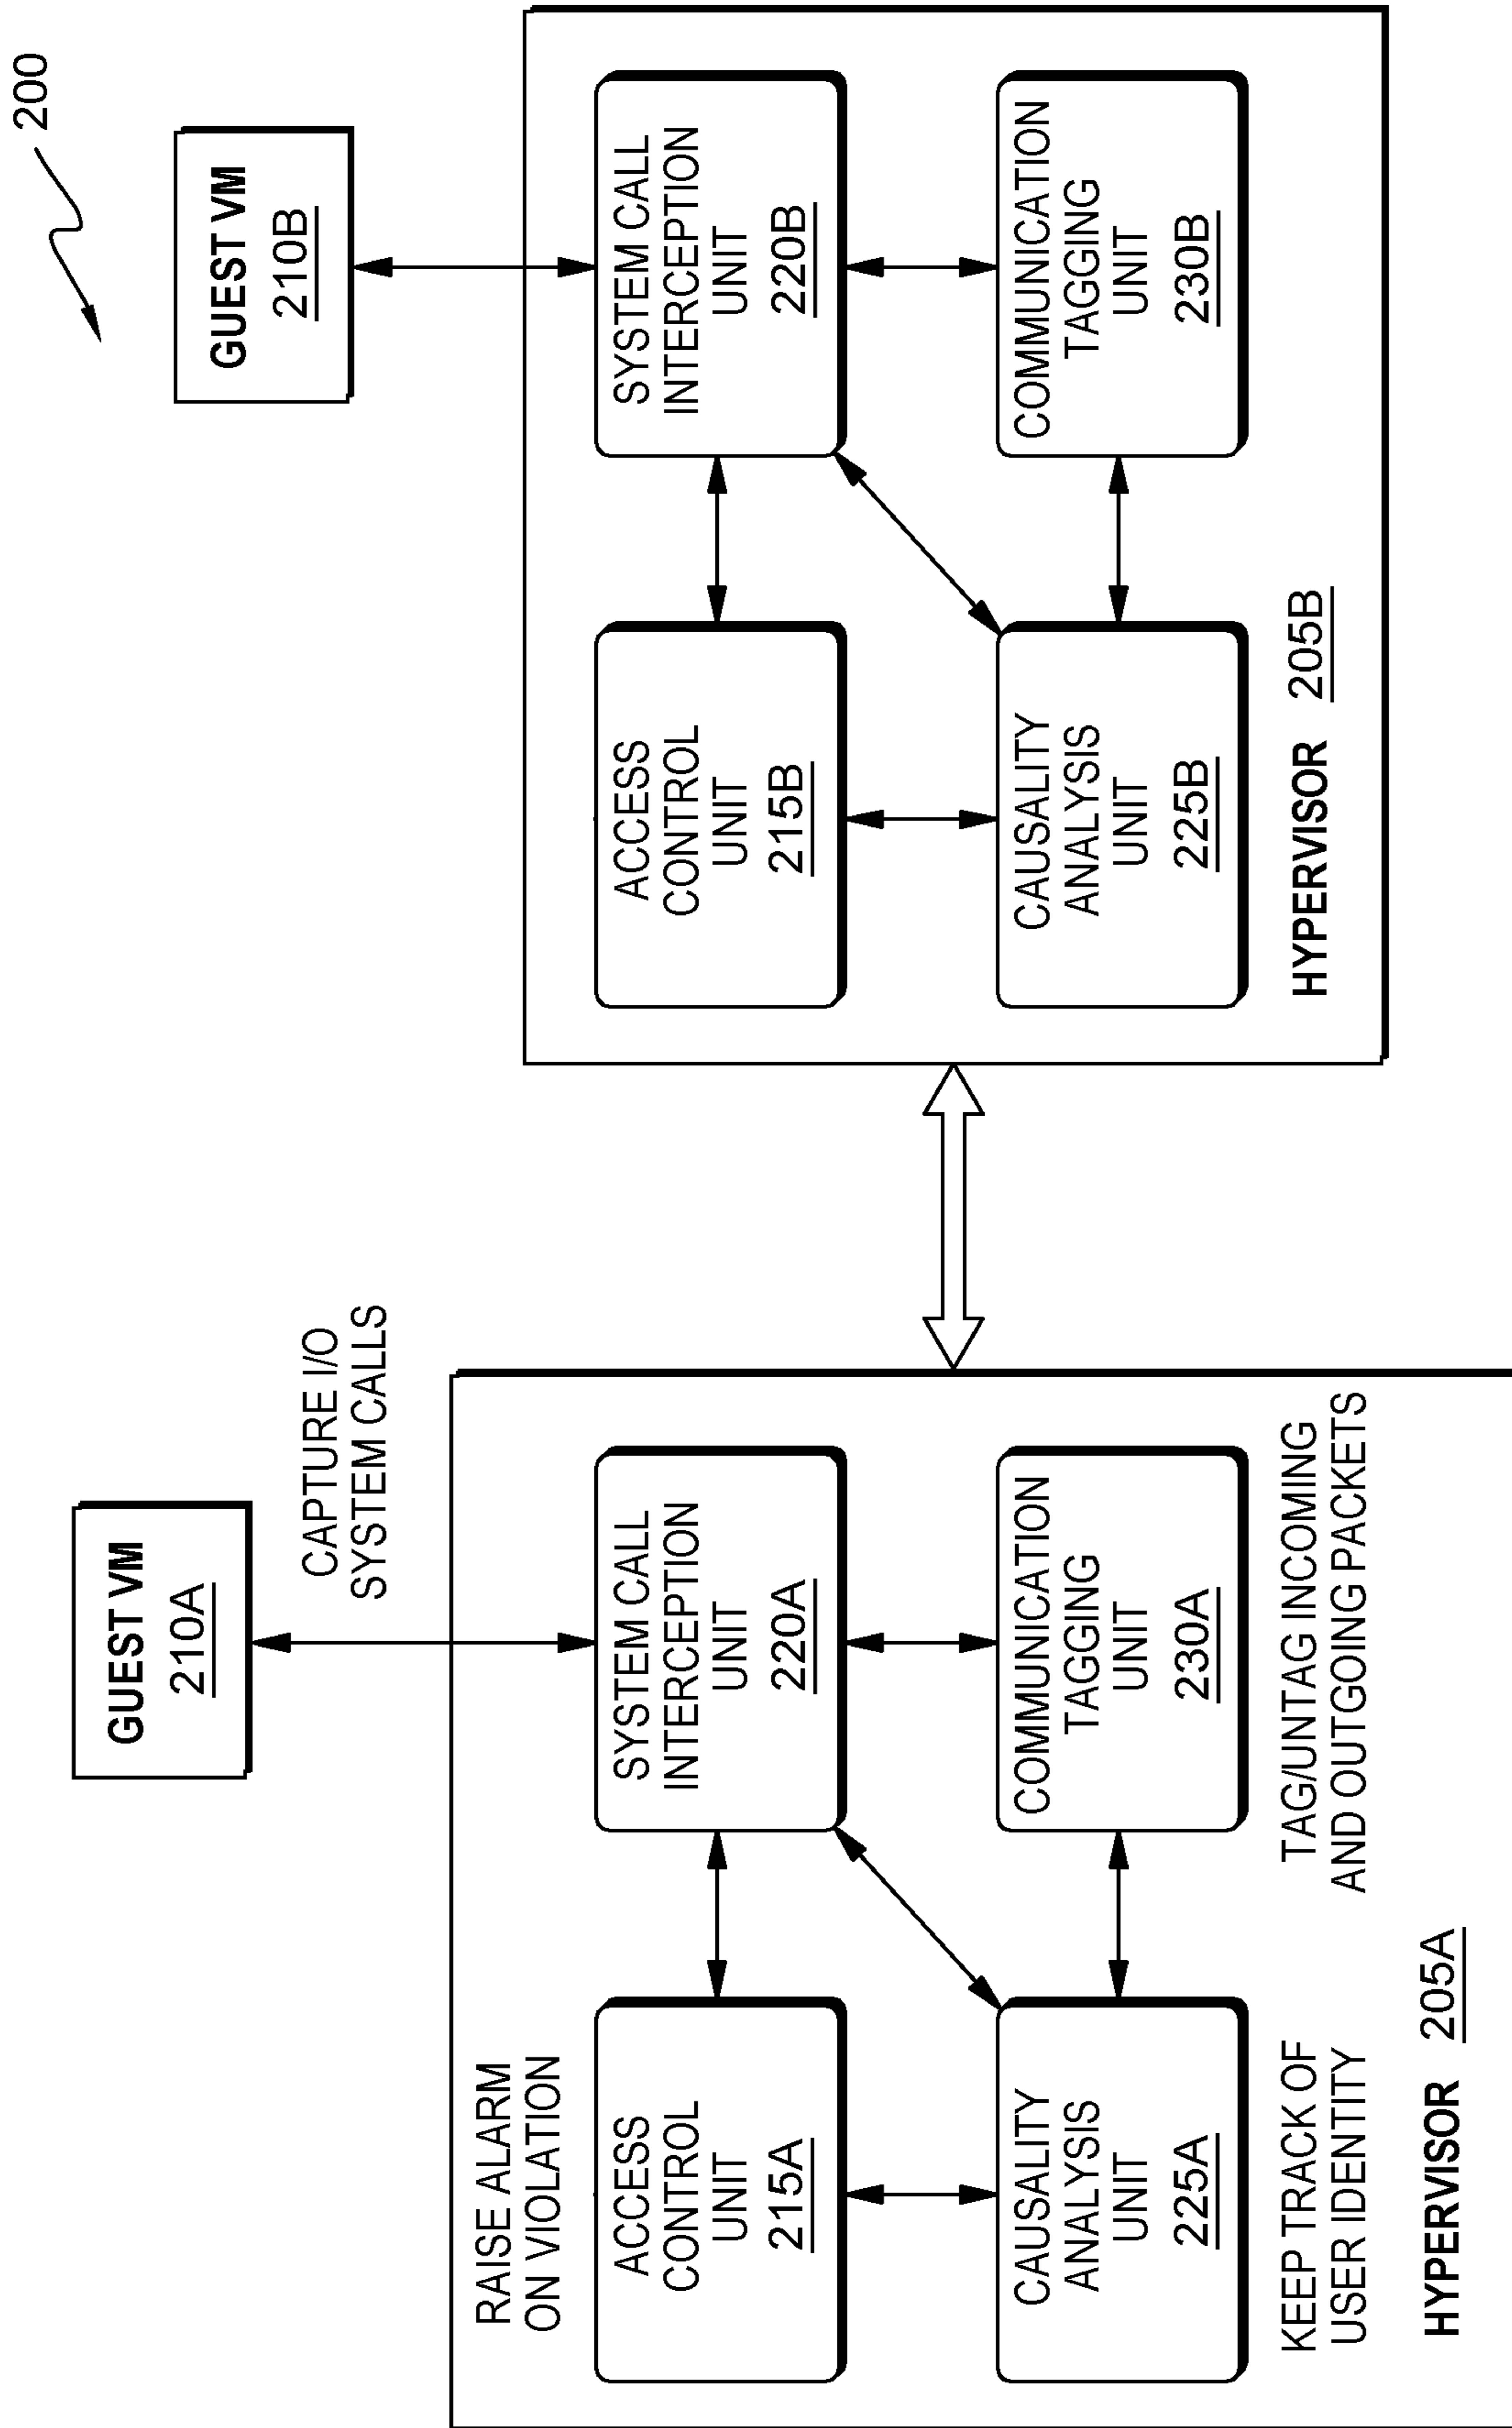 200
GUEST VM
210A
CAPTURE I/O
SYSTEM CALLS
RAISE ALARM
ON VIOLATION
ACCESS
CONTROL
UNIT
215A
SYSTEM CALL
INTERCEPTION
UNIT
220A
CAUSALITY
ANALYSIS
UNIT
225A
COMMUNICATION
TAGGING
UNIT
230A
KEEP TRACK OF
USER IDENTITY
TAG/UNTAG INCOMING
AND OUTGOING PACKETS
HYPERVISOR 205A
GUEST VM
210B
ACCESS
CONTROL
UNIT
215B
SYSTEM CALL
INTERCEPTION
UNIT
220B
CAUSALITY
ANALYSIS
UNIT
225B
COMMUNICATION
TAGGING
UNIT
230B
HYPERVISOR 205B